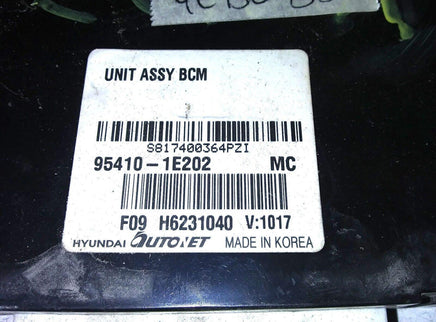 UNIT ASSY BCM
S817400364PZI
95410-1E202 MC
F09 H6231040 V:1017
HYUNDAI AUTONET MADE IN KOREA